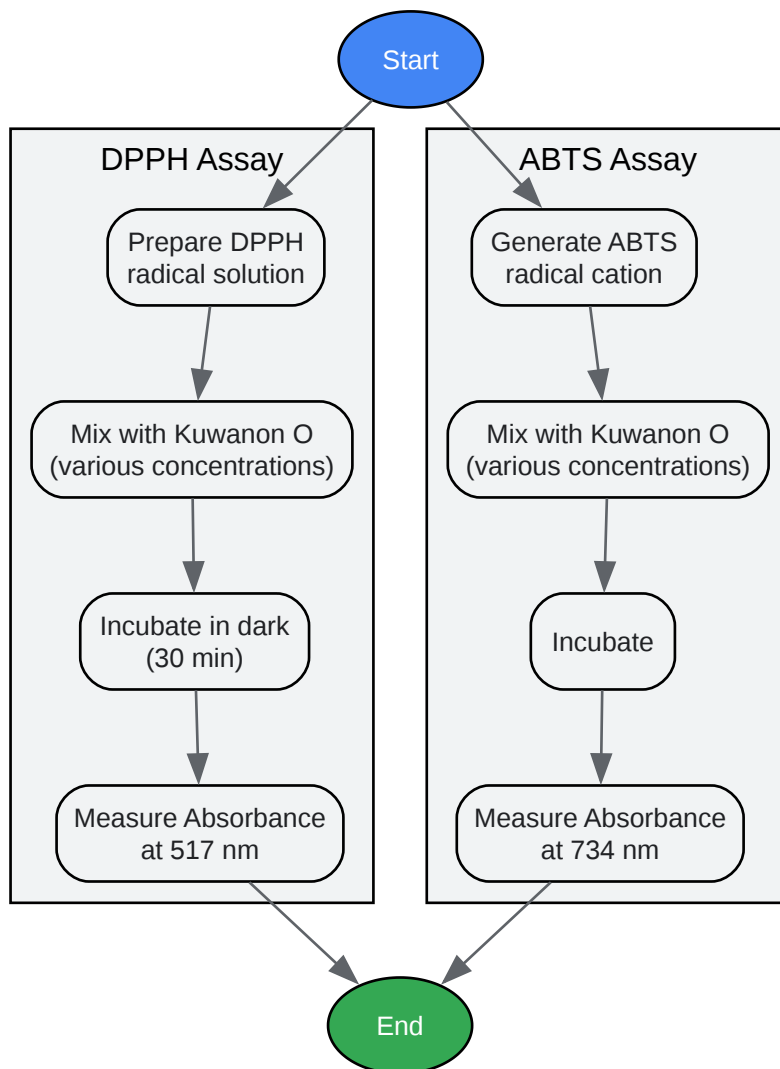 Start
DPPH Assay
Prepare DPPH
radical solution
Mix with Kuwanon O
(various concentrations)
Incubate in dark
(30 min)
Measure Absorbance
at 517 nm
ABTS Assay
Generate ABTS
radical cation
Mix with Kuwanon O
(various concentrations)
Incubate
Measure Absorbance
at 734 nm
End